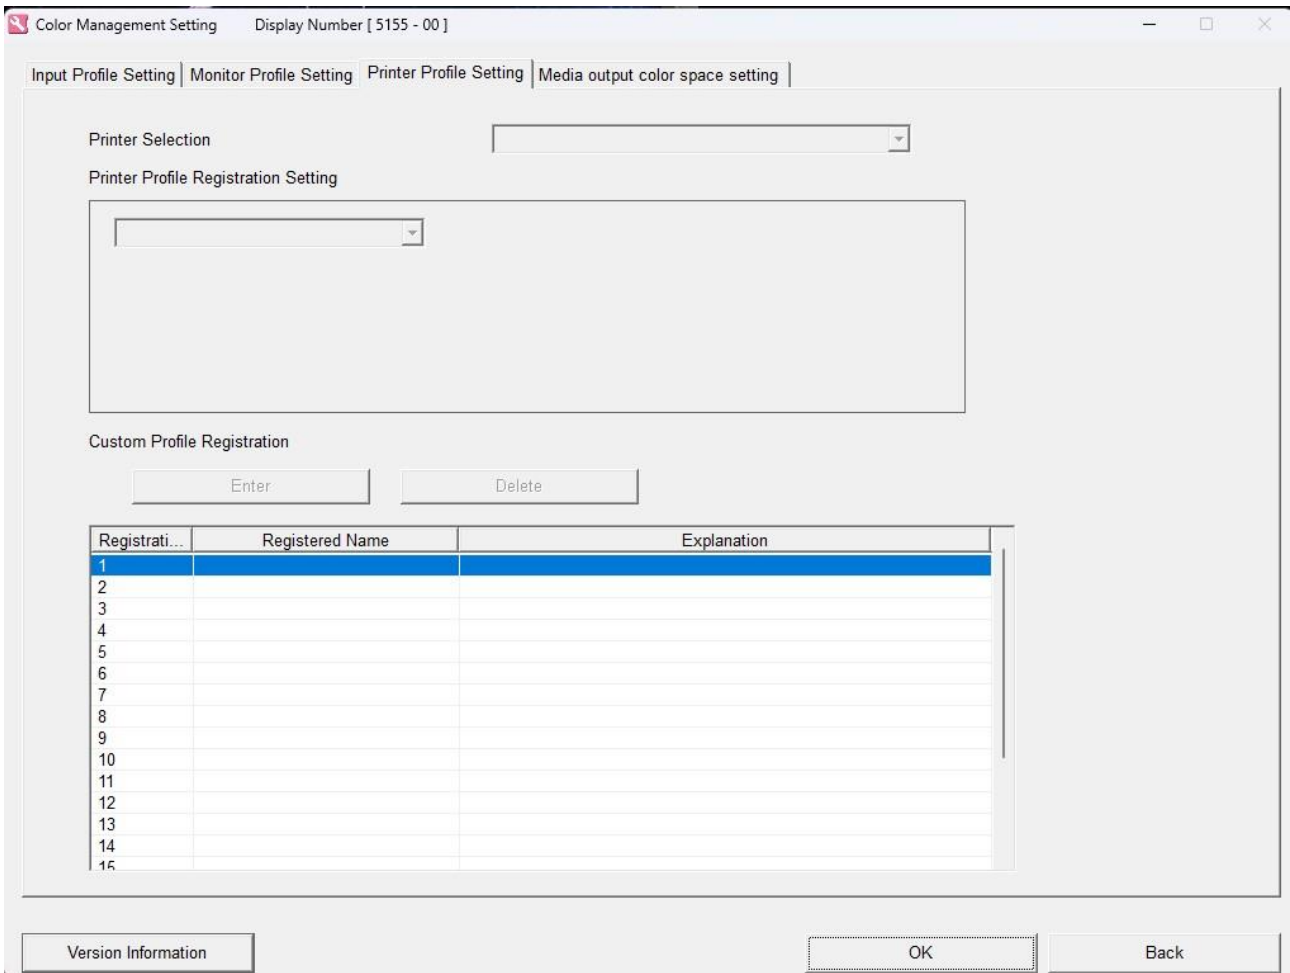 Color Management Setting Display Number [ 5155 - 00 ]
Input Profile Setting Monitor Profile Setting Printer Profile Setting Media output color space setting
Printer Selection
Printer Profile Registration Setting
Custom Profile Registration
Enter Delete
Registrati... Registered Name Explanation
1
2
3
4
5
6
7
8
9
10
11
12
13
14
15
Version Information OK Back